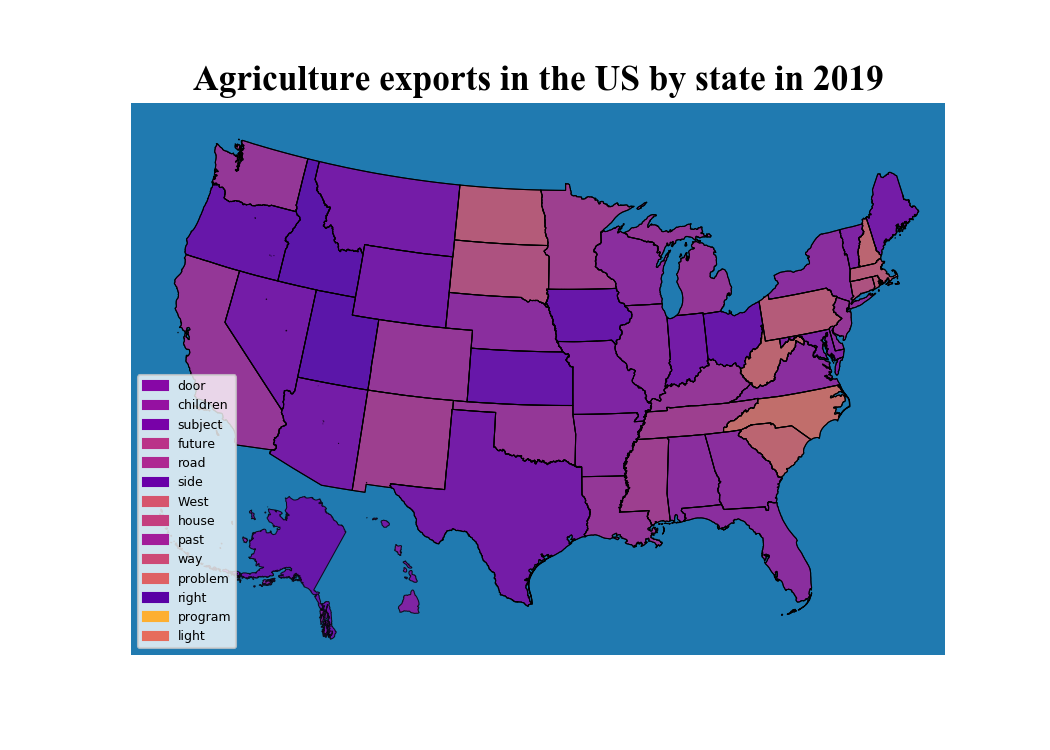 Agriculture exports in the US by state in 2019
door
children
subject
future
road
side
West
house
past
way
problem
right
program
light